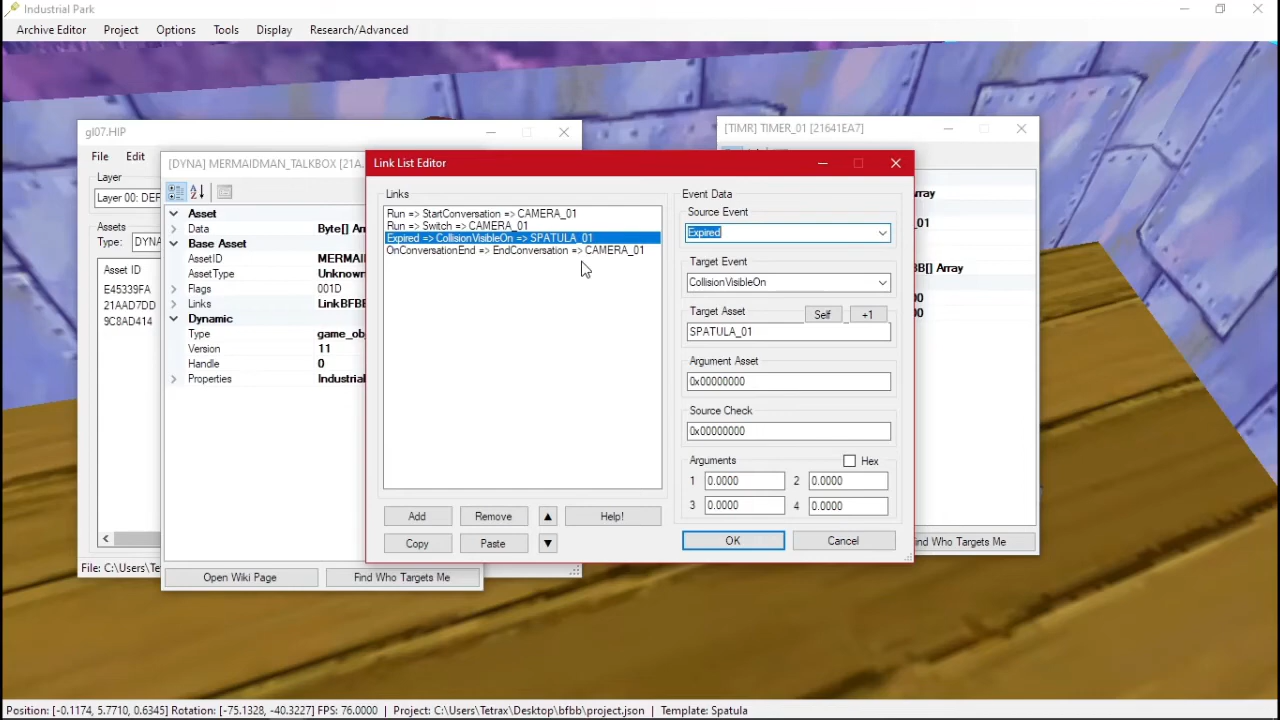 Industrial Park
Archive Editor Project Options Tools Display Research/Advanced
gl07.HIP
File Edit
Layer
Layer 00: DEF
Assets
Type: DYNA
Asset ID
E45339FA
21AAD7DD
9C8AD414
File: C:\Users\Te
[DYNA] MERMAIDMAN_TALKBOX [21A...
Asset
Data Byte[] Ar
Base Asset
AssetID MERMAI
AssetType Unknown
Flags 001D
Links LinkBFBE
Dynamic
Type game_obj
Version 11
Handle 0
Properties Industrial
Open Wiki Page Find Who Targets Me
Link List Editor
Links
Run => StartConversation => CAMERA_01
Run => Switch => CAMERA_01
Expired => CollisionVisibleOn => SPATULA_01
OnConversationEnd => EndConversation => CAMERA_01
Add Remove ▲ Help!
Copy Paste ▼
Event Data
Source Event
Expired
Target Event
CollisionVisibleOn
Target Asset Self +1
SPATULA_01
Argument Asset
0x00000000
Source Check
0x00000000
Arguments Hex
1 0.0000 2 0.0000
3 0.0000 4 0.0000
OK Cancel
[TIMR] TIMER_01 [21641EA7]
rray
_01
BB[] Array
00
00
ind Who Targets Me
Position: [-0.1174, 5.7710, 0.6345] Rotation: [-75.1328, -40.3227] FPS: 76.0000 | Project: C:\Users\Tetrax\Desktop\bfbb\project.json | Template: Spatula